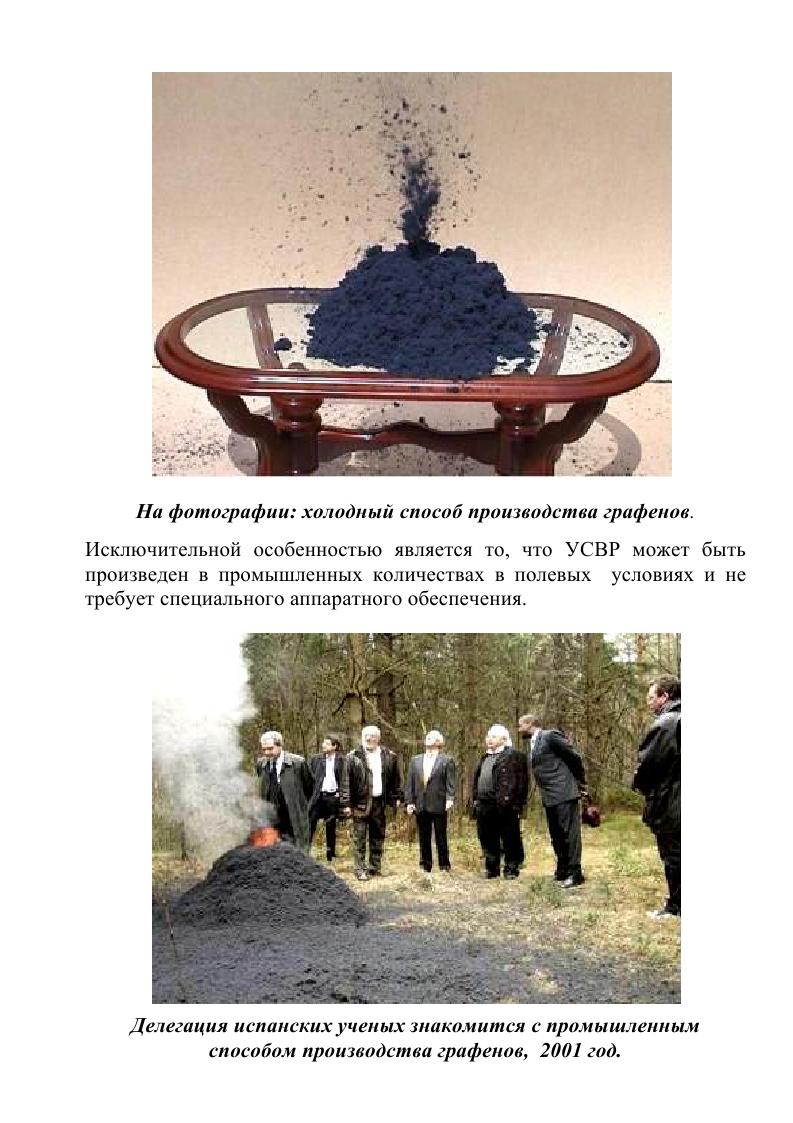 На фотографии: холодный способ производства графенов.
Исключительной особенностью является то, что УСВР может быть
произведен в промышленных количествах в полевых условиях и не
требует специального аппаратного обеспечения.
Делегация испанских ученых знакомится с промышленным
способом производства графенов, 2001 год.